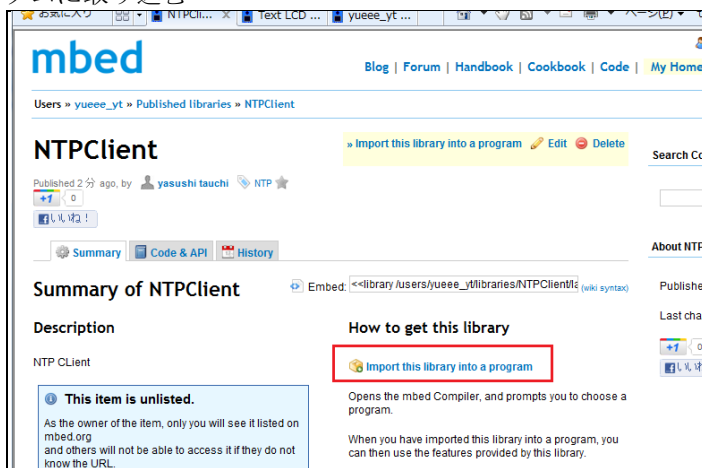 お気に入り NTPCli... X Text LCD ... yueee_yt ... ページ(P)
mbed
Blog | Forum | Handbook | Cookbook | Code | My Home
Users » yueee_yt » Published libraries » NTPClient
NTPClient
» Import this library into a program Edit Delete
Search Co
Published 2 分 ago, by yasushi tauchi NTP
+1 0
いいね！
Summary Code & API History
About NTP
Summary of NTPClient
Embed: <<library /users/yueee_yt/libraries/NTPClient/la (wiki syntax)
Publishe
Last cha
Description
How to get this library
+1 0
いいね
NTP CLient
Import this library into a program
This item is unlisted.
Opens the mbed Compiler, and prompts you to choose a
program.
As the owner of the item, only you will see it listed on
mbed.org
and others will not be able to access it if they do not
know the URL.
When you have imported this library into a program, you
can then use the features provided by this library.